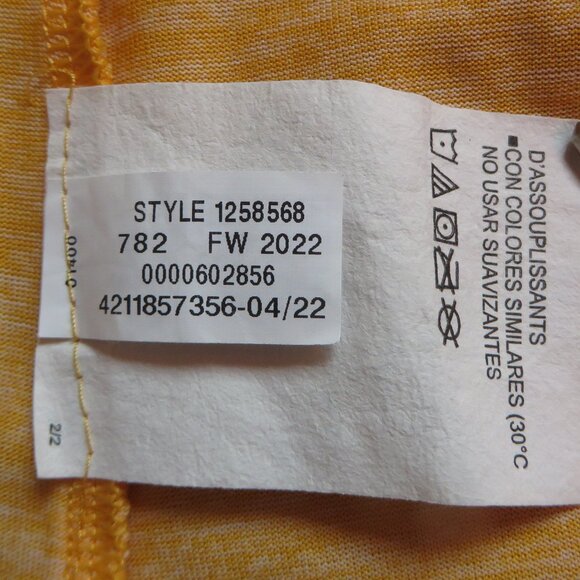 STYLE 1258568
782 FW 2022
0000602856
4211857356-04/22
D'ASSOUPLISSANTS
▪CON COLORES SIMILARES (30°C
NO USAR SUAVIZANTES
2/2